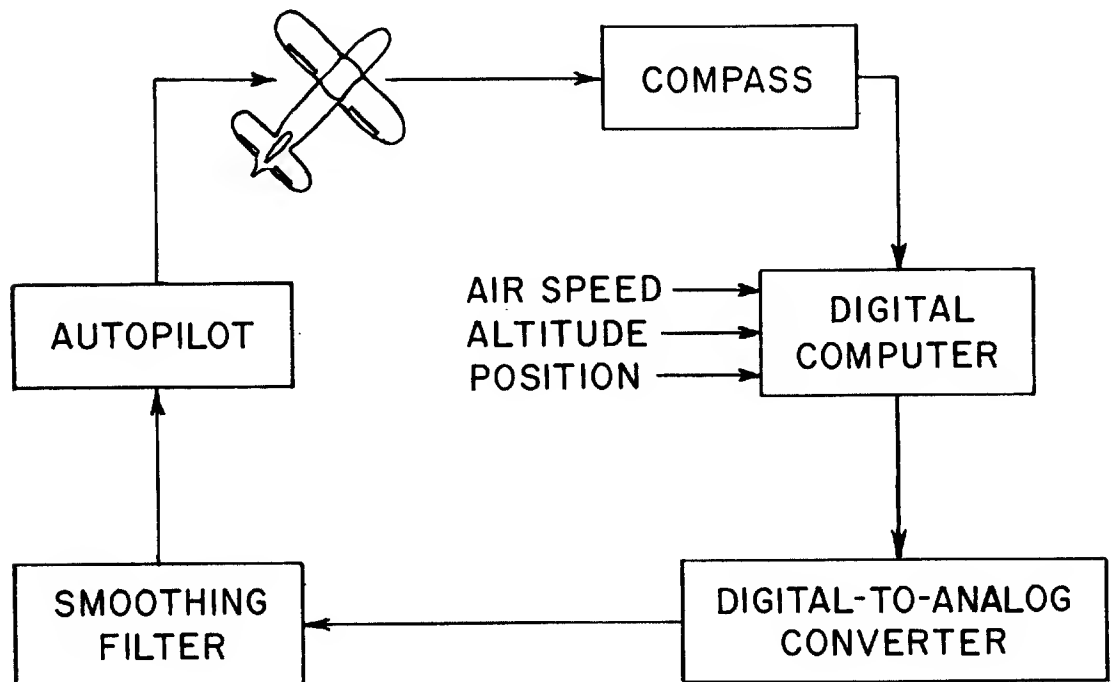 COMPASS
AIR SPEED
ALTITUDE
POSITION
DIGITAL
COMPUTER
AUTOPILOT
SMOOTHING
FILTER
DIGITAL-TO-ANALOG
CONVERTER